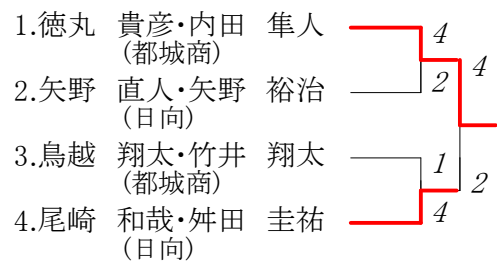 1.徳丸 貴彦・内田 隼人
(都城商)
4
4
2.矢野 直人・矢野 裕治
(日向)
2
3.鳥越 翔太・竹井 翔太
(都城商)
1
2
4.尾崎 和哉・舛田 圭祐
(日向)
4